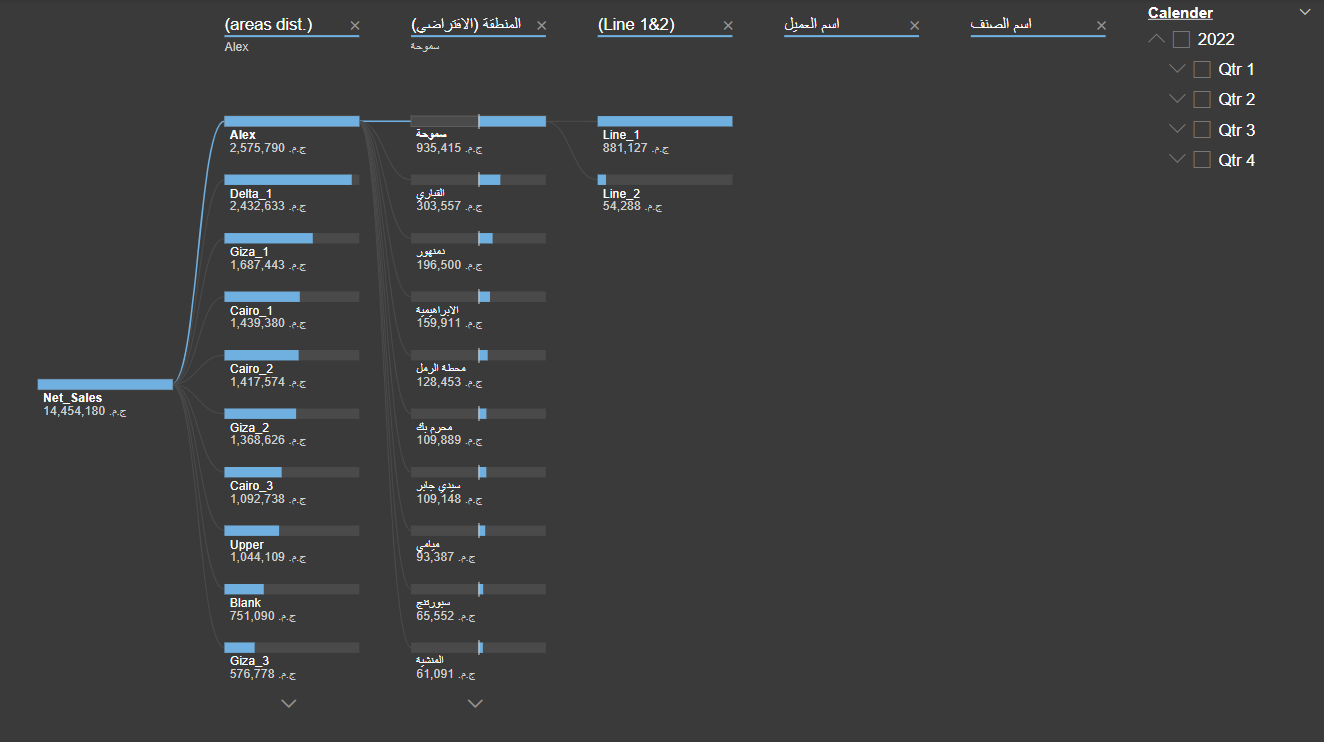 (areas dist.)
Alex
المنطقة (الافتراضي)
سموحة
(Line 1&2)
اسم العميل
اسم الصنف
Calender
2022
Qtr 1
Qtr 2
Qtr 3
Qtr 4
Net_Sales
ج.م. 14,454,180
Alex
ج.م. 2,575,790
Delta_1
ج.م. 2,432,633
Giza_1
ج.م. 1,687,443
Cairo_1
ج.م. 1,439,380
Cairo_2
ج.م. 1,417,574
Giza_2
ج.م. 1,368,626
Cairo_3
ج.م. 1,092,738
Upper
ج.م. 1,044,109
Blank
ج.م. 751,090
Giza_3
ج.م. 576,778
سموحة
ج.م. 935,415
القباري
ج.م. 303,557
دمنهور
ج.م. 196,500
الابراهيمية
ج.م. 159,911
محطة الرمل
ج.م. 128,453
محرم بك
ج.م. 109,889
سيدي جابر
ج.م. 109,148
ميامي
ج.م. 93,387
سبورتنج
ج.م. 65,552
المنشية
ج.م. 61,091
Line_1
ج.م. 881,127
Line_2
ج.م. 54,288